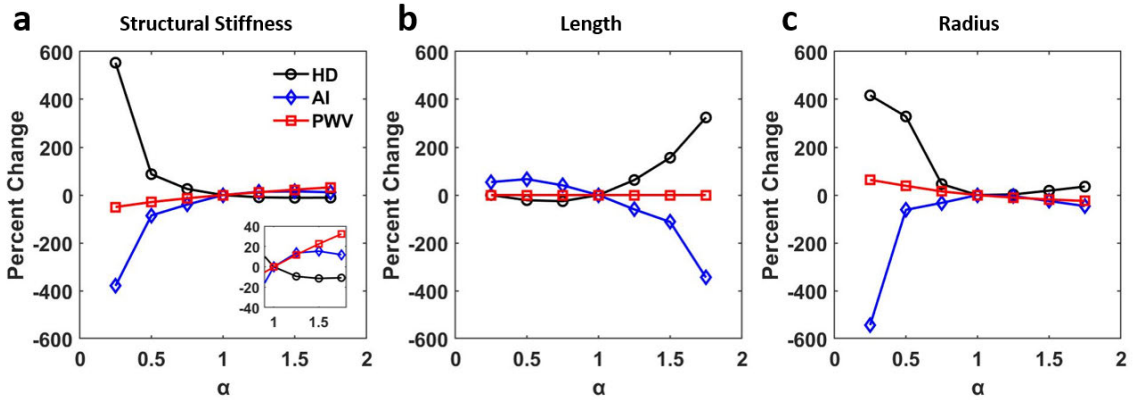 a Structural Stiffness
600
400
200
0
-200
-400
-600
Percent Change
HD
AI
PWV
40
20
0
-20
-40
1 1.5
0 0.5 1 1.5 2
α
b Length
600
400
200
0
-200
-400
-600
Percent Change
0 0.5 1 1.5 2
α
c Radius
600
400
200
0
-200
-400
-600
Percent Change
0 0.5 1 1.5 2
α